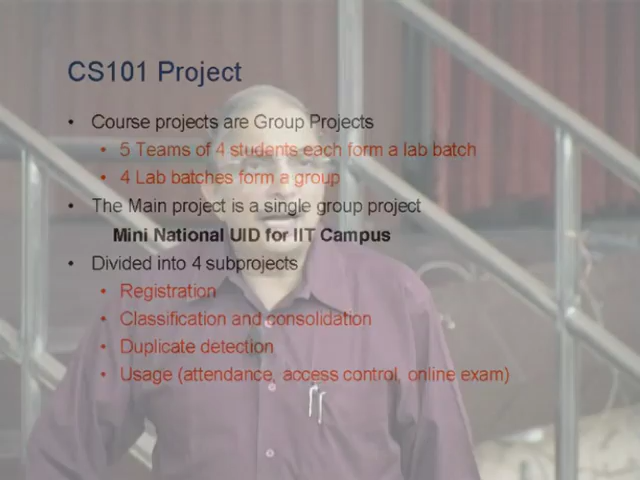 CS101 Project
• Course projects are Group Projects
• 5 Teams of 4 students each form a lab batch
• 4 Lab batches form a group
• The Main project is a single group project
Mini National UID for IIT Campus
• Divided into 4 subprojects
• Registration
• Classification and consolidation
• Duplicate detection
• Usage (attendance, access control, online exam)